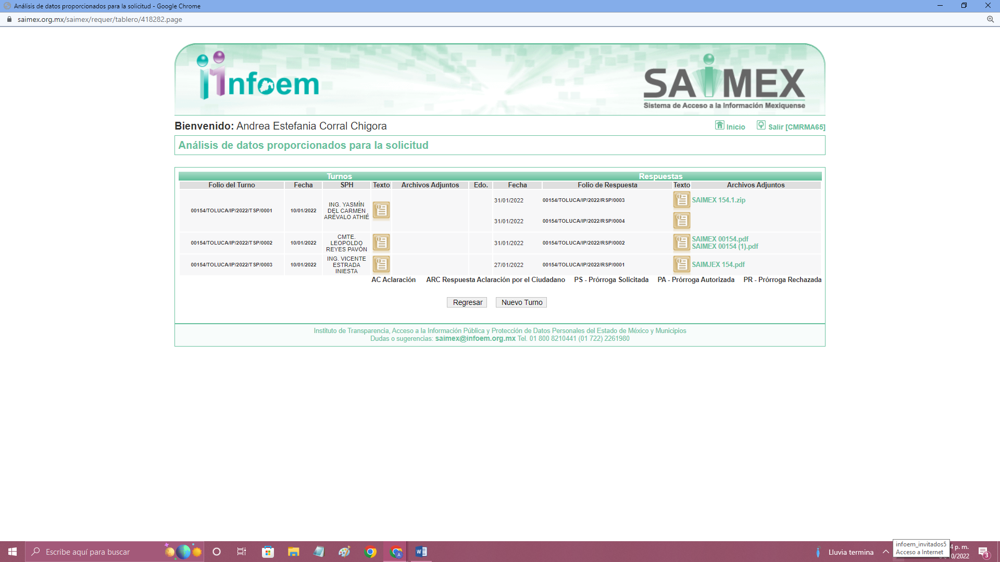 Análisis de datos proporcionados para la solicitud - Google Chrome
saimex.org.mx/saimex/requer/tablero/418282.page
infoem
SAIMEX
Sistema de Acceso a la Información Mexiquense
Bienvenido: Andrea Estefania Corral Chigora
Inicio Salir [CMRMA65]
Análisis de datos proporcionados para la solicitud
Turnos Respuestas
Folio del Turno Fecha SPH Texto Archivos Adjuntos Edo. Fecha Folio de Respuesta Texto Archivos Adjuntos
00154/TOLUCA/IP/2022/TSP/0001 10/01/2022 ING. YASMÍN DEL CARMEN ARÉVALO ATHIÉ 31/01/2022 00154/TOLUCA/IP/2022/RSP/0003 SAIMEX 154.1.zip
31/01/2022 00154/TOLUCA/IP/2022/RSP/0004
00154/TOLUCA/IP/2022/TSP/0002 10/01/2022 CMTE. LEOPOLDO REYES PAVÓN 31/01/2022 00154/TOLUCA/IP/2022/RSP/0002 SAIMEX 00154.pdf
SAIMEX 00154 (1).pdf
00154/TOLUCA/IP/2022/TSP/0003 10/01/2022 ING. VICENTE ESTRADA INIESTA 27/01/2022 00154/TOLUCA/IP/2022/RSP/0001 SAIMJEX 154.pdf
AC Aclaración ARC Respuesta Aclaración por el Ciudadano PS - Prórroga Solicitada PA - Prórroga Autorizada PR - Prórroga Rechazada
Regresar Nuevo Turno
Instituto de Transparencia, Acceso a la Información Pública y Protección de Datos Personales del Estado de México y Municipios
Dudas o sugerencias: saimex@infoem.org.mx Tel. 01 800 8210441 (01 722) 2261980
Escribe aquí para buscar
Lluvia termina
infoem_invitados5
Acceso a Internet
4 p. m.
10/2022
3